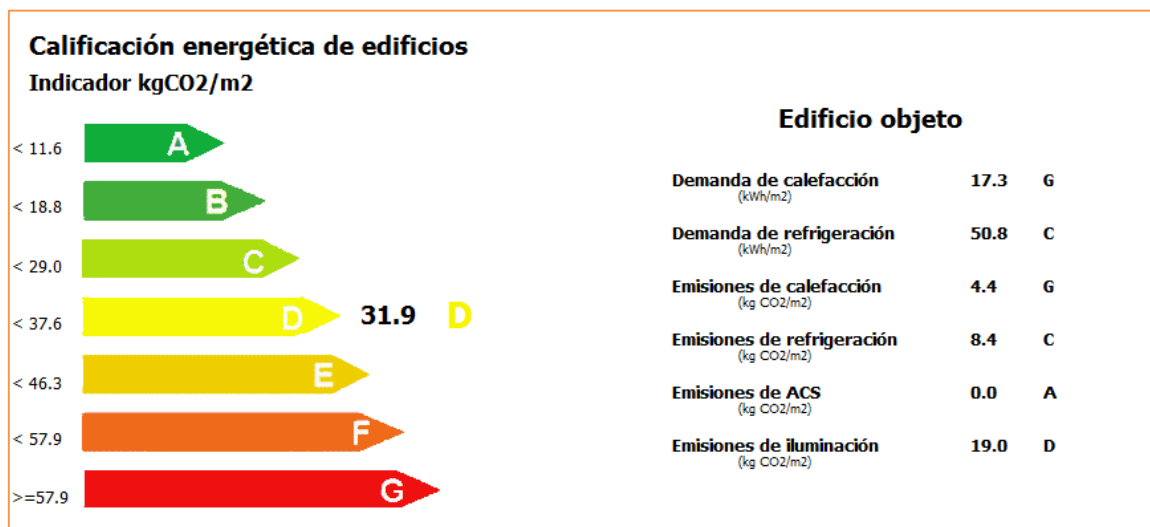 Calificación energética de edificios
Indicador kgCO2/m2
< 11.6 A
< 18.8 B
< 29.0 C
< 37.6 D 31.9 D
< 46.3 E
< 57.9 F
>=57.9 G
Edificio objeto
Demanda de calefacción 17.3 G
(kWh/m2)
Demanda de refrigeración 50.8 C
(kWh/m2)
Emisiones de calefacción 4.4 G
(kg CO2/m2)
Emisiones de refrigeración 8.4 C
(kg CO2/m2)
Emisiones de ACS 0.0 A
(kg CO2/m2)
Emisiones de iluminación 19.0 D
(kg CO2/m2)